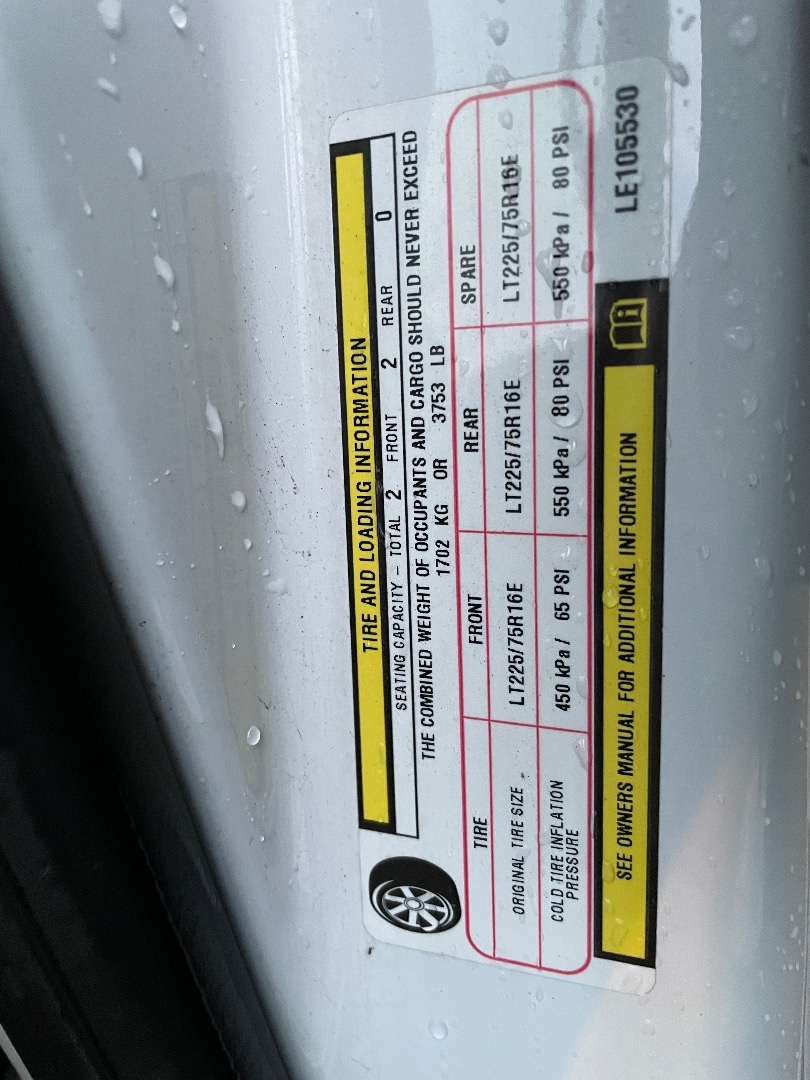 TIRE AND LOADING INFORMATION
SEATING CAPACITY – TOTAL 2 FRONT 2 REAR 0
THE COMBINED WEIGHT OF OCCUPANTS AND CARGO SHOULD NEVER EXCEED
1702 KG OR 3753 LB
TIRE FRONT REAR SPARE
ORIGINAL TIRE SIZE LT225/75R16E LT225/75R16E LT225/75R16E
COLD TIRE INFLATION PRESSURE 450 kPa / 65 PSI 550 kPa / 80 PSI 550 kPa / 80 PSI
SEE OWNERS MANUAL FOR ADDITIONAL INFORMATION
LE105530